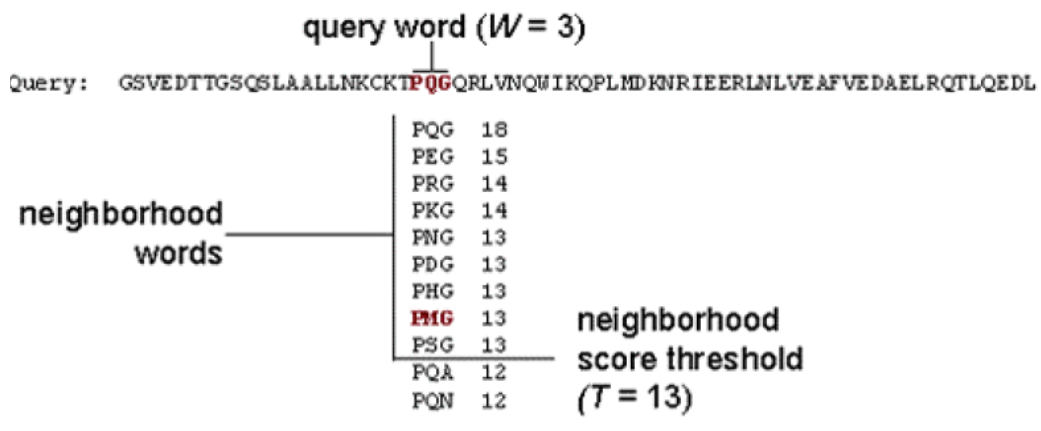 query word (W = 3)
Query: GSVEDTTGSQSLAALLNKCKTPQGQRLVNQWIKQPLMDKNRIEERLNLVEAFVEDAELRQTLQEDL
PQG 18
PEG 15
PRG 14
PKG 14
PNG 13
PDG 13
PHG 13
PMG 13
PSG 13
PQA 12
PQN 12
neighborhood
words
neighborhood
score threshold
(T = 13)